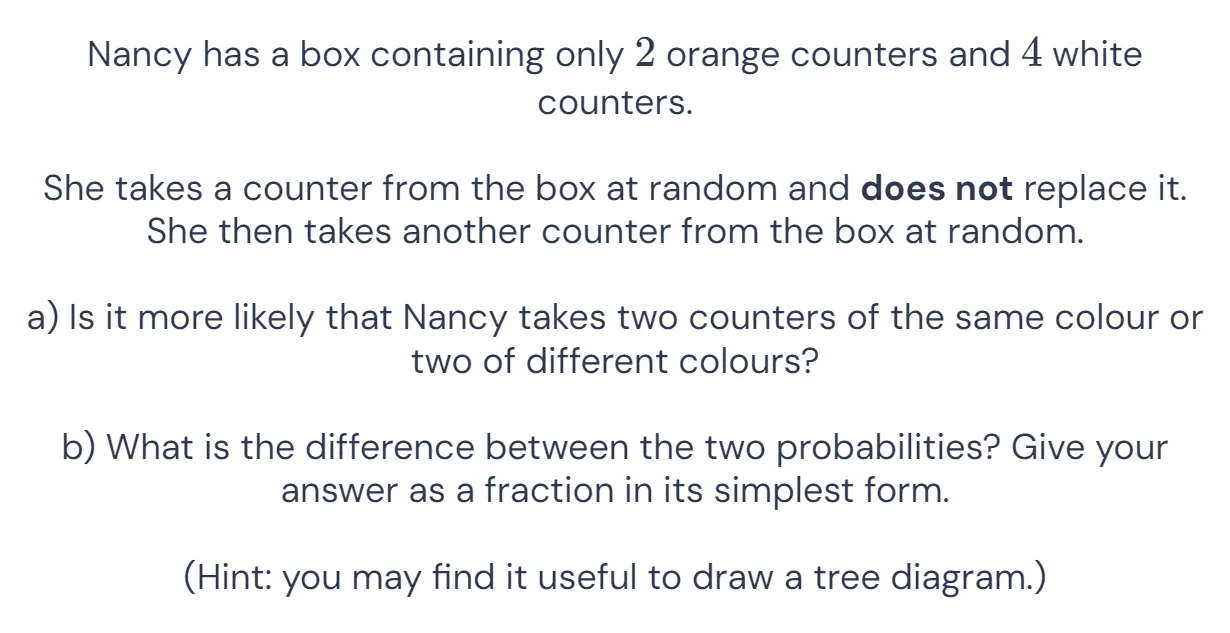 Nancy has a box containing only 2 orange counters and 4 white
counters.
She takes a counter from the box at random and does not replace it.
She then takes another counter from the box at random.
a) Is it more likely that Nancy takes two counters of the same colour or
two of different colours?
b) What is the difference between the two probabilities? Give your
answer as a fraction in its simplest form.
(Hint: you may find it useful to draw a tree diagram.)